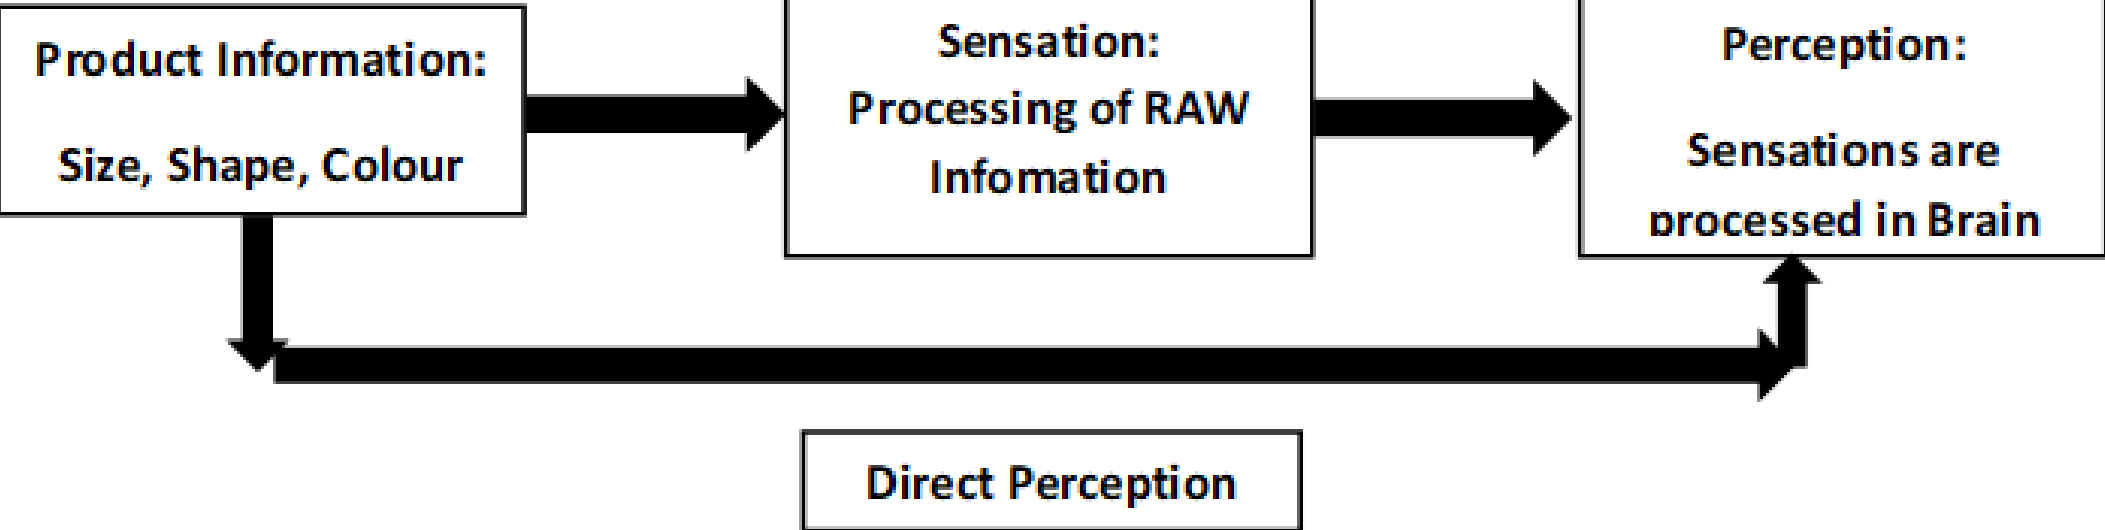 Product Information:
Size, Shape, Colour
Sensation:
Processing of RAW
Infomation
Perception:
Sensations are
processed in Brain
Direct Perception